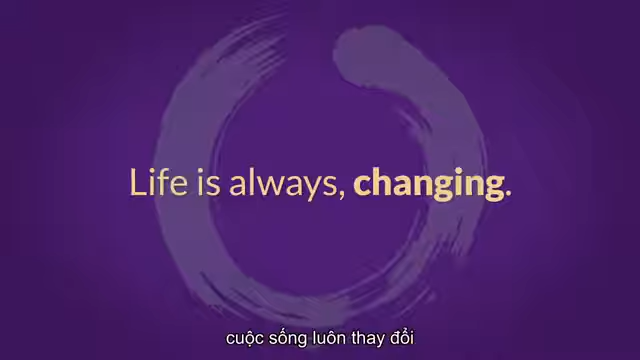 Life is always, changing.
cuộc sống luôn thay đổi